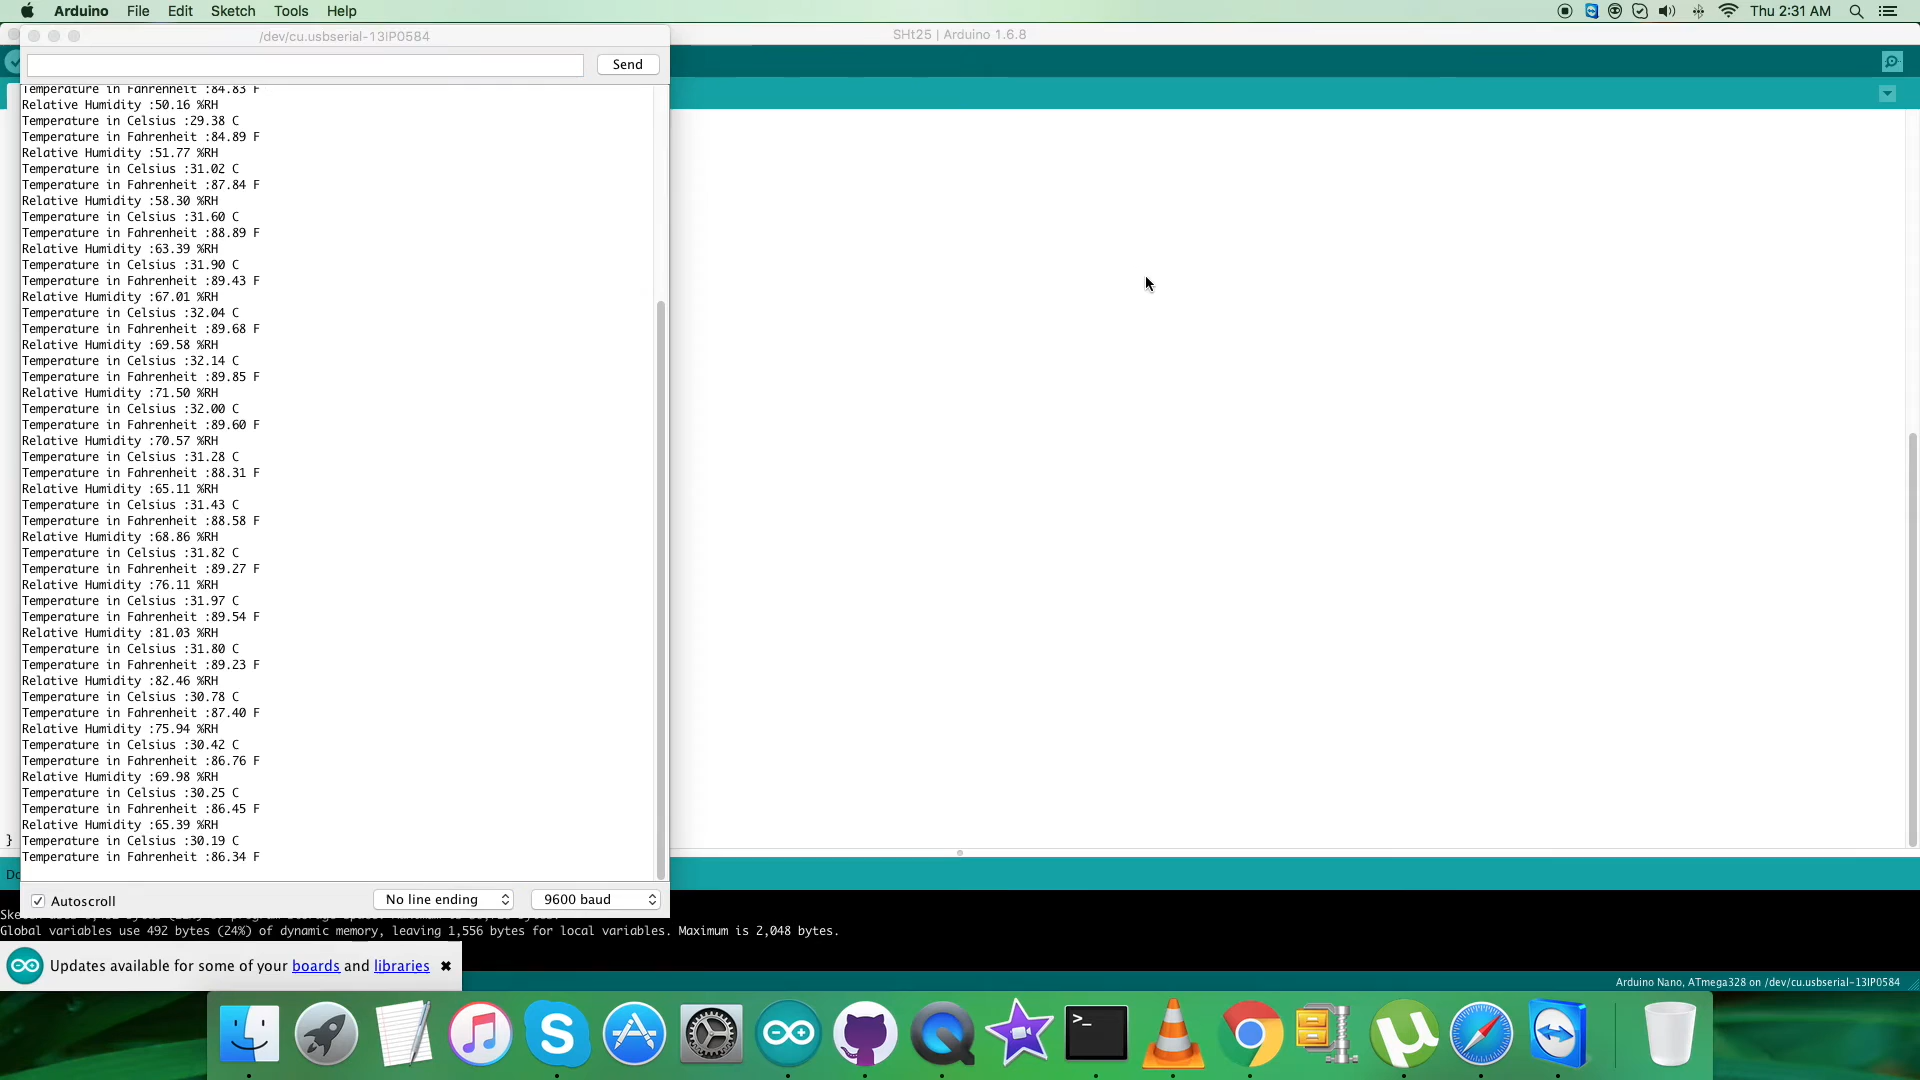 Arduino File Edit Sketch Tools Help Thu 2:31 AM
/dev/cu.usbserial-13IP0584
SHt25 | Arduino 1.6.8
Send
Temperature in Fahrenheit :84.83 F
Relative Humidity :50.16 %RH
Temperature in Celsius :29.38 C
Temperature in Fahrenheit :84.89 F
Relative Humidity :51.77 %RH
Temperature in Celsius :31.02 C
Temperature in Fahrenheit :87.84 F
Relative Humidity :58.30 %RH
Temperature in Celsius :31.60 C
Temperature in Fahrenheit :88.89 F
Relative Humidity :63.39 %RH
Temperature in Celsius :31.90 C
Temperature in Fahrenheit :89.43 F
Relative Humidity :67.01 %RH
Temperature in Celsius :32.04 C
Temperature in Fahrenheit :89.68 F
Relative Humidity :69.58 %RH
Temperature in Celsius :32.14 C
Temperature in Fahrenheit :89.85 F
Relative Humidity :71.50 %RH
Temperature in Celsius :32.00 C
Temperature in Fahrenheit :89.60 F
Relative Humidity :70.57 %RH
Temperature in Celsius :31.28 C
Temperature in Fahrenheit :88.31 F
Relative Humidity :65.11 %RH
Temperature in Celsius :31.43 C
Temperature in Fahrenheit :88.58 F
Relative Humidity :68.86 %RH
Temperature in Celsius :31.82 C
Temperature in Fahrenheit :89.27 F
Relative Humidity :76.11 %RH
Temperature in Celsius :31.97 C
Temperature in Fahrenheit :89.54 F
Relative Humidity :81.03 %RH
Temperature in Celsius :31.80 C
Temperature in Fahrenheit :89.23 F
Relative Humidity :82.46 %RH
Temperature in Celsius :30.78 C
Temperature in Fahrenheit :87.40 F
Relative Humidity :75.94 %RH
Temperature in Celsius :30.42 C
Temperature in Fahrenheit :86.76 F
Relative Humidity :69.98 %RH
Temperature in Celsius :30.25 C
Temperature in Fahrenheit :86.45 F
Relative Humidity :65.39 %RH
Temperature in Celsius :30.19 C
Temperature in Fahrenheit :86.34 F
}
Autoscroll No line ending 9600 baud
Global variables use 492 bytes (24%) of dynamic memory, leaving 1,556 bytes for local variables. Maximum is 2,048 bytes.
Updates available for some of your boards and libraries
Arduino Nano, ATmega328 on /dev/cu.usbserial-13IP0584